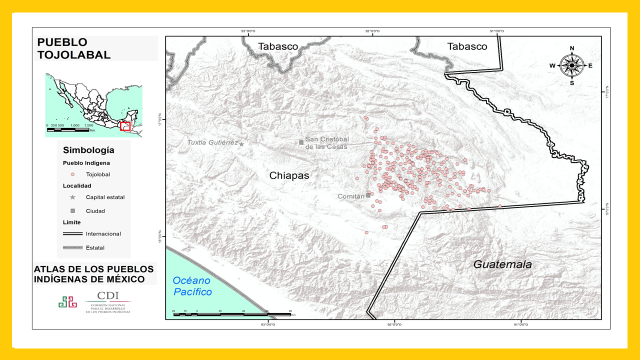 PUEBLO
TOJOLABAL
Simbología
Pueblo Indígena
Tojolobal
Localidad
Capital estatal
Ciudad
Límite
Internacional
Estatal
ATLAS DE LOS PUEBLOS
INDÍGENAS DE MÉXICO
CDI
Tabasco
Tabasco
N
W
E
S
Tuxtla Gutiérrez
San Cristóbal
de las Casas
Chiapas
Comitán
Guatemala
Océano
Pacífico